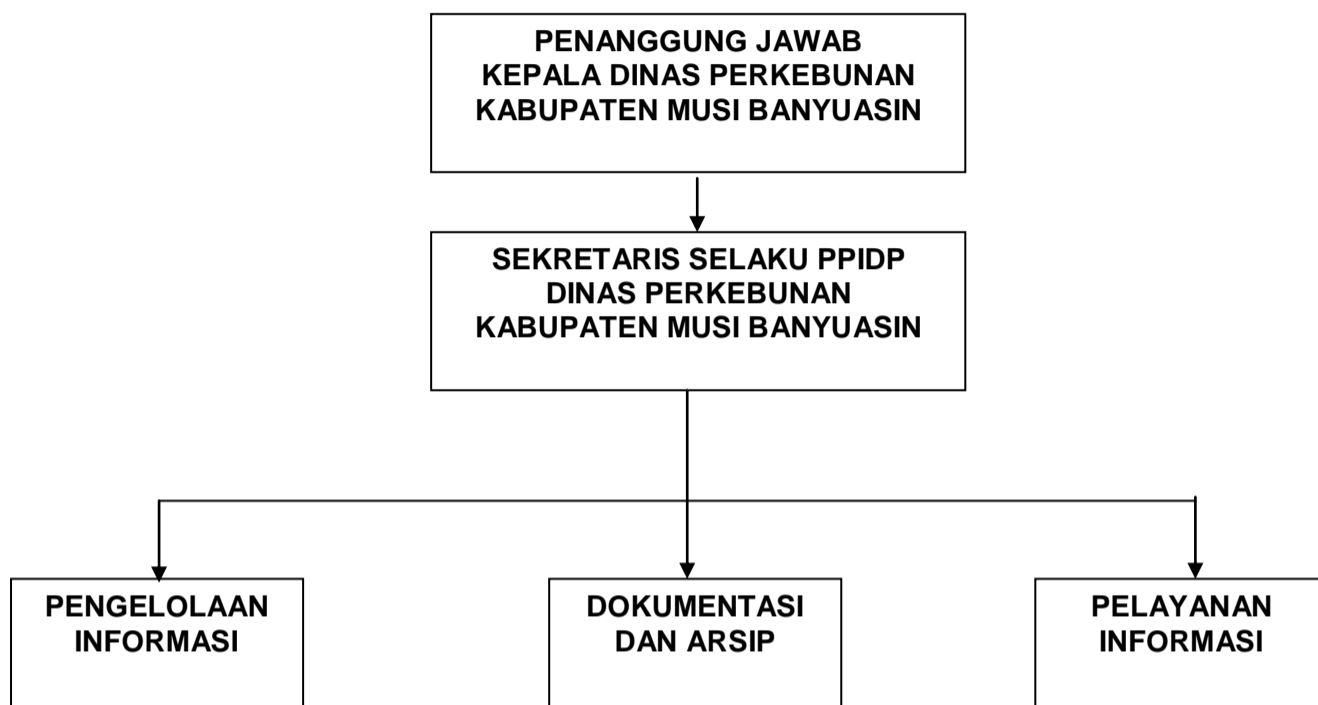 PENANGGUNG JAWAB
KEPALA DINAS PERKEBUNAN
KABUPATEN MUSI BANYUASIN
SEKRETARIS SELAKU PPIDP
DINAS PERKEBUNAN
KABUPATEN MUSI BANYUASIN
PENGELOLAAN
INFORMASI
DOKUMENTASI
DAN ARSIP
PELAYANAN
INFORMASI